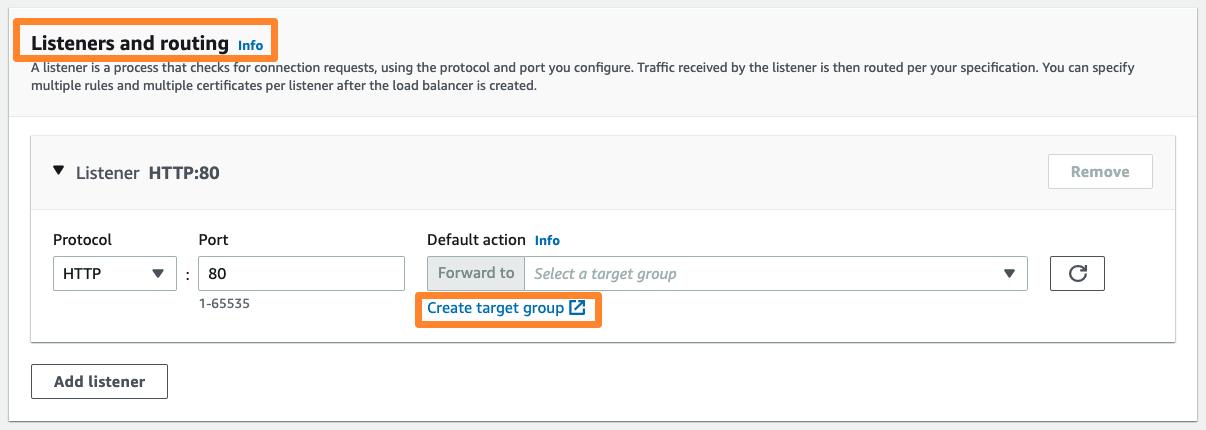 Listeners and routing Info
A listener is a process that checks for connection requests, using the protocol and port you configure. Traffic received by the listener is then routed per your specification. You can specify
multiple rules and multiple certificates per listener after the load balancer is created.
Listener HTTP:80
Remove
Protocol Port Default action Info
HTTP : 80 Forward to Select a target group
1-65535 Create target group
Add listener